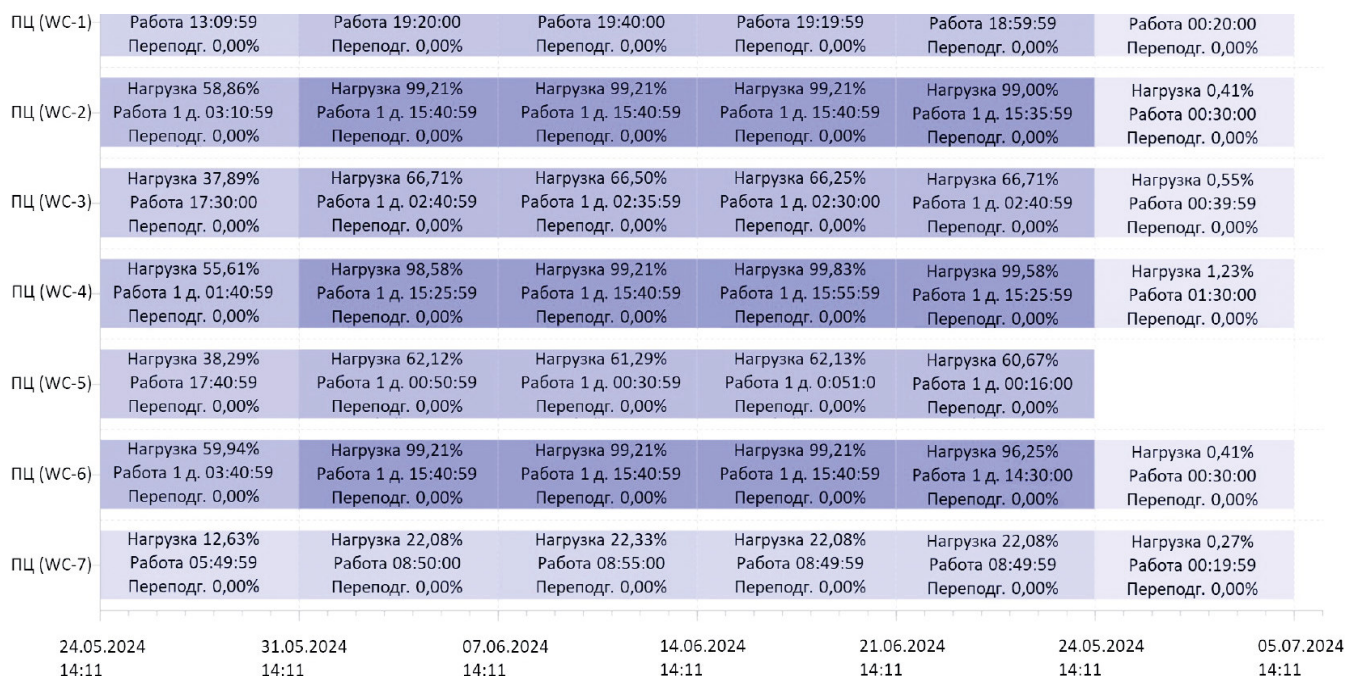 ПЦ (WC-1)
Работа 13:09:59 Работа 19:20:00 Работа 19:40:00 Работа 19:19:59 Работа 18:59:59 Работа 00:20:00
Переподг. 0,00% Переподг. 0,00% Переподг. 0,00% Переподг. 0,00% Переподг. 0,00% Переподг. 0,00%
Нагрузка 58,86% Нагрузка 99,21% Нагрузка 99,21% Нагрузка 99,21% Нагрузка 99,00% Нагрузка 0,41%
ПЦ (WC-2) Работа 1 д. 03:10:59 Работа 1 д. 15:40:59 Работа 1 д. 15:40:59 Работа 1 д. 15:40:59 Работа 1 д. 15:35:59 Работа 00:30:00
Переподг. 0,00% Переподг. 0,00% Переподг. 0,00% Переподг. 0,00% Переподг. 0,00% Переподг. 0,00%
Нагрузка 37,89% Нагрузка 66,71% Нагрузка 66,50% Нагрузка 66,25% Нагрузка 66,71% Нагрузка 0,55%
ПЦ (WC-3) Работа 17:30:00 Работа 1 д. 02:40:59 Работа 1 д. 02:35:59 Работа 1 д. 02:30:00 Работа 1 д. 02:40:59 Работа 00:39:59
Переподг. 0,00% Переподг. 0,00% Переподг. 0,00% Переподг. 0,00% Переподг. 0,00% Переподг. 0,00%
Нагрузка 55,61% Нагрузка 98,58% Нагрузка 99,21% Нагрузка 99,83% Нагрузка 99,58% Нагрузка 1,23%
ПЦ (WC-4) Работа 1 д. 01:40:59 Работа 1 д. 15:25:59 Работа 1 д. 15:40:59 Работа 1 д. 15:55:59 Работа 1 д. 15:25:59 Работа 01:30:00
Переподг. 0,00% Переподг. 0,00% Переподг. 0,00% Переподг. 0,00% Переподг. 0,00% Переподг. 0,00%
Нагрузка 38,29% Нагрузка 62,12% Нагрузка 61,29% Нагрузка 62,13% Нагрузка 60,67%
ПЦ (WC-5) Работа 17:40:59 Работа 1 д. 00:50:59 Работа 1 д. 00:30:59 Работа 1 д. 0:051:0 Работа 1 д. 00:16:00
Переподг. 0,00% Переподг. 0,00% Переподг. 0,00% Переподг. 0,00% Переподг. 0,00%
Нагрузка 59,94% Нагрузка 99,21% Нагрузка 99,21% Нагрузка 99,21% Нагрузка 96,25% Нагрузка 0,41%
ПЦ (WC-6) Работа 1 д. 03:40:59 Работа 1 д. 15:40:59 Работа 1 д. 15:40:59 Работа 1 д. 15:40:59 Работа 1 д. 14:30:00 Работа 00:30:00
Переподг. 0,00% Переподг. 0,00% Переподг. 0,00% Переподг. 0,00% Переподг. 0,00% Переподг. 0,00%
Нагрузка 12,63% Нагрузка 22,08% Нагрузка 22,33% Нагрузка 22,08% Нагрузка 22,08% Нагрузка 0,27%
ПЦ (WC-7) Работа 05:49:59 Работа 08:50:00 Работа 08:55:00 Работа 08:49:59 Работа 08:49:59 Работа 00:19:59
Переподг. 0,00% Переподг. 0,00% Переподг. 0,00% Переподг. 0,00% Переподг. 0,00% Переподг. 0,00%
24.05.2024 31.05.2024 07.06.2024 14.06.2024 21.06.2024 24.05.2024 05.07.2024
14:11 14:11 14:11 14:11 14:11 14:11 14:11